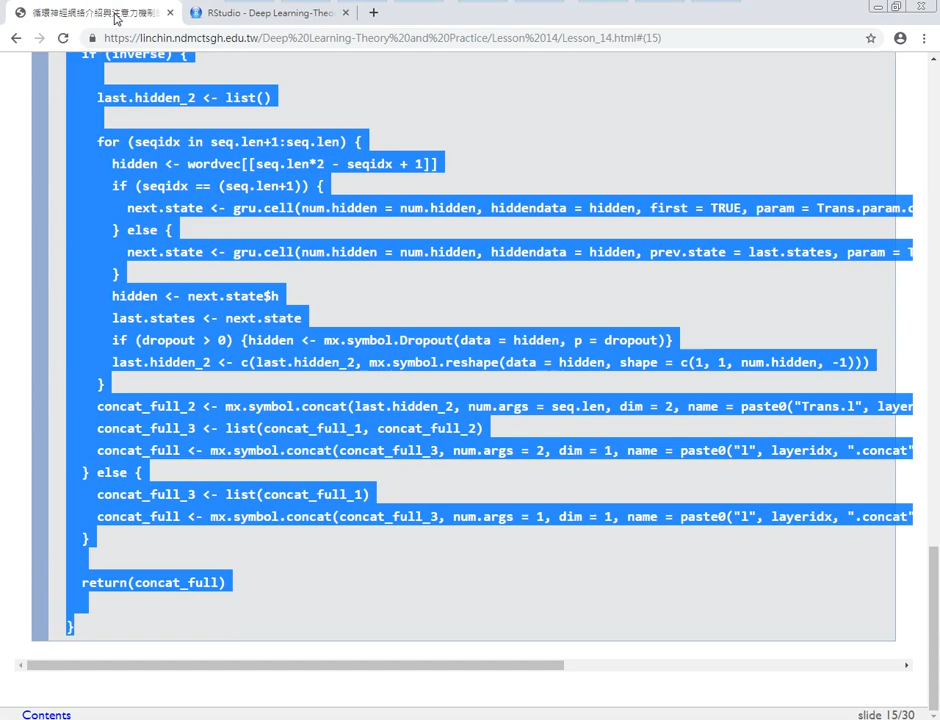 循環神經網絡介紹與注意力機制
RStudio - Deep Learning-Theo
https://linchin.ndmctsgh.edu.tw/Deep%20Learning-Theory%20and%20Practice/Lesson%2014/Lesson_14.html#(15)
if (inverse) {
last.hidden_2 <- list()
for (seqidx in seq.len+1:seq.len) {
hidden <- wordvec[[seq.len*2 - seqidx + 1]]
if (seqidx == (seq.len+1)) {
next.state <- gru.cell(num.hidden = num.hidden, hiddendata = hidden, first = TRUE, param = Trans.param.c
} else {
next.state <- gru.cell(num.hidden = num.hidden, hiddendata = hidden, prev.state = last.states, param = T
}
hidden <- next.state$h
last.states <- next.state
if (dropout > 0) {hidden <- mx.symbol.Dropout(data = hidden, p = dropout)}
last.hidden_2 <- c(last.hidden_2, mx.symbol.reshape(data = hidden, shape = c(1, 1, num.hidden, -1)))
}
concat_full_2 <- mx.symbol.concat(last.hidden_2, num.args = seq.len, dim = 2, name = paste0("Trans.l", layer
concat_full_3 <- list(concat_full_1, concat_full_2)
concat_full <- mx.symbol.concat(concat_full_3, num.args = 2, dim = 1, name = paste0("l", layeridx, ".concat"
} else {
concat_full_3 <- list(concat_full_1)
concat_full <- mx.symbol.concat(concat_full_3, num.args = 1, dim = 1, name = paste0("l", layeridx, ".concat"
}
return(concat_full)
}
Contents
slide 15/30